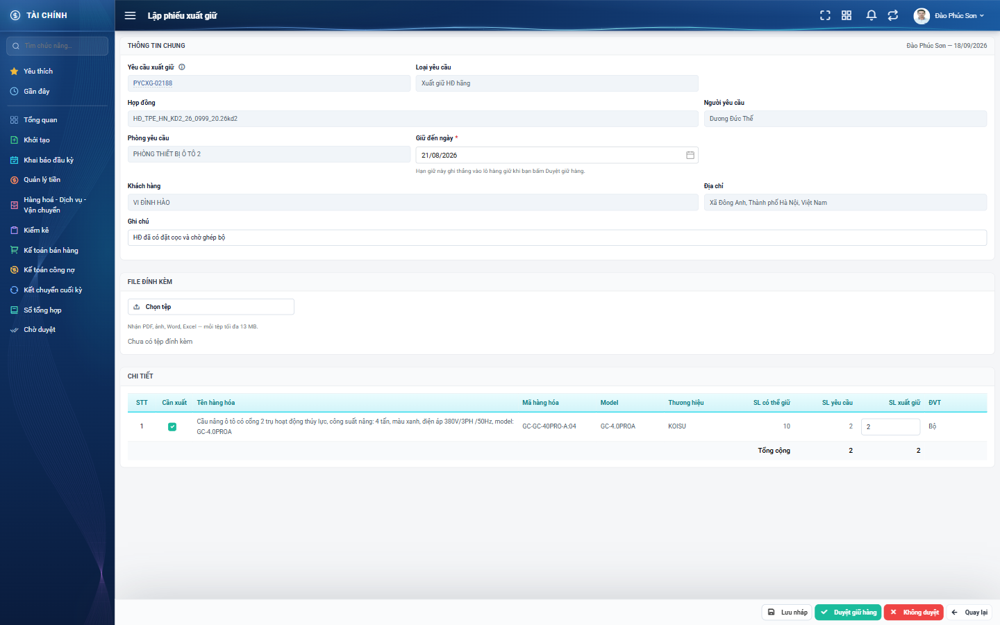 TÀI CHÍNH
Lập phiếu xuất giữ
Đào Phúc Sơn
Tìm chức năng...
Yêu thích
Gần đây
Tổng quan
Khởi tạo
Khai báo đầu kỳ
Quản lý tiền
Hàng hoá - Dịch vụ -
Vận chuyển
Kiểm kê
Kế toán bán hàng
Kế toán công nợ
Kết chuyển cuối kỳ
Sổ tổng hợp
Chờ duyệt
THÔNG TIN CHUNG
Đào Phúc Sơn — 18/09/2026
Yêu cầu xuất giữ
Loại yêu cầu
PYCXG-02188
Xuất giữ HĐ hãng
Hợp đồng
Người yêu cầu
HĐ_TPE_HN_KD2_26_0999_20.26kd2
Dương Đức Thế
Phòng yêu cầu
Giữ đến ngày *
PHÒNG THIẾT BỊ Ô TÔ 2
21/08/2026
Hạn giữ này ghi thẳng vào lô hàng giữ khi bạn bấm Duyệt giữ hàng.
Khách hàng
Địa chỉ
VI ĐÌNH HÀO
Xã Đông Anh, Thành phố Hà Nội, Việt Nam
Ghi chú
HĐ đã có đặt cọc và chờ ghép bộ
FILE ĐÍNH KÈM
Chọn tệp
Nhận PDF, ảnh, Word, Excel — mỗi tệp tối đa 13 MB.
Chưa có tệp đính kèm
CHI TIẾT
STT Cần xuất Tên hàng hóa Mã hàng hóa Model Thương hiệu SL có thể giữ SL yêu cầu SL xuất giữ ĐVT
1 Cầu nâng ô tô có cổng 2 trụ hoạt động thủy lực, công suất nâng: 4 tấn, màu xanh, điện áp 380V/3PH /50Hz, model: GC-GC-40PRO-A:04 GC-4.0PROA KOISU 10 2 2 Bộ
GC-4.0PROA
Tổng cộng 2 2
Lưu nháp
Duyệt giữ hàng
Không duyệt
Quay lại